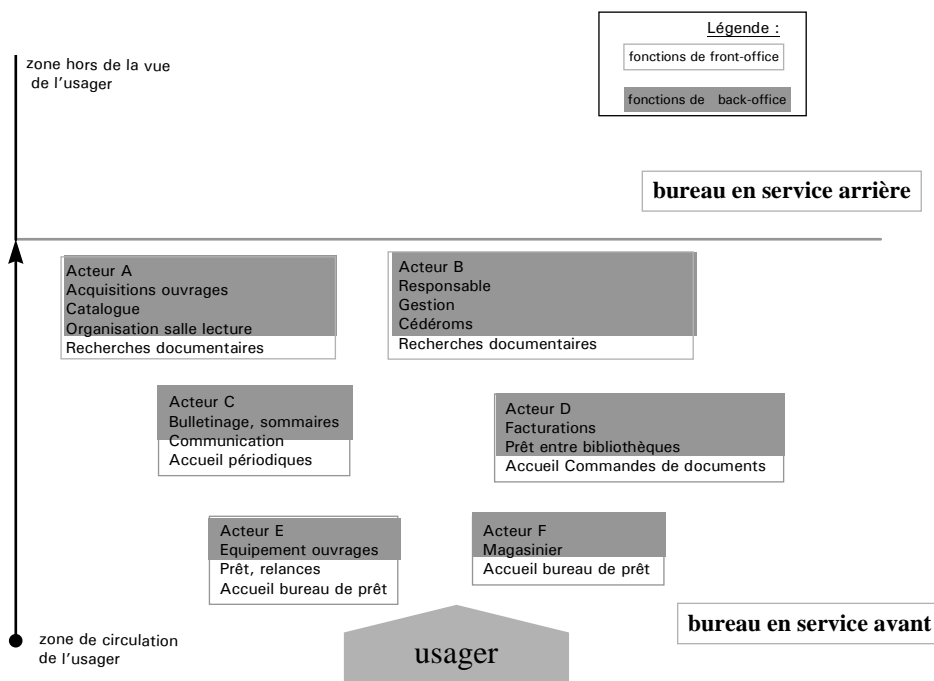 Légende :
fonctions de front-office
fonctions de back-office
zone hors de la vue
de l'usager
bureau en service arrière
Acteur A
Acquisitions ouvrages
Catalogue
Organisation salle lecture
Recherches documentaires
Acteur B
Responsable
Gestion
Cédéroms
Recherches documentaires
Acteur C
Bulletinage, sommaires
Communication
Accueil périodiques
Acteur D
Facturations
Prêt entre bibliothèques
Accueil Commandes de documents
Acteur E
Equipement ouvrages
Prêt, relances
Accueil bureau de prêt
Acteur F
Magasinier
Accueil bureau de prêt
bureau en service avant
zone de circulation
de l'usager
usager